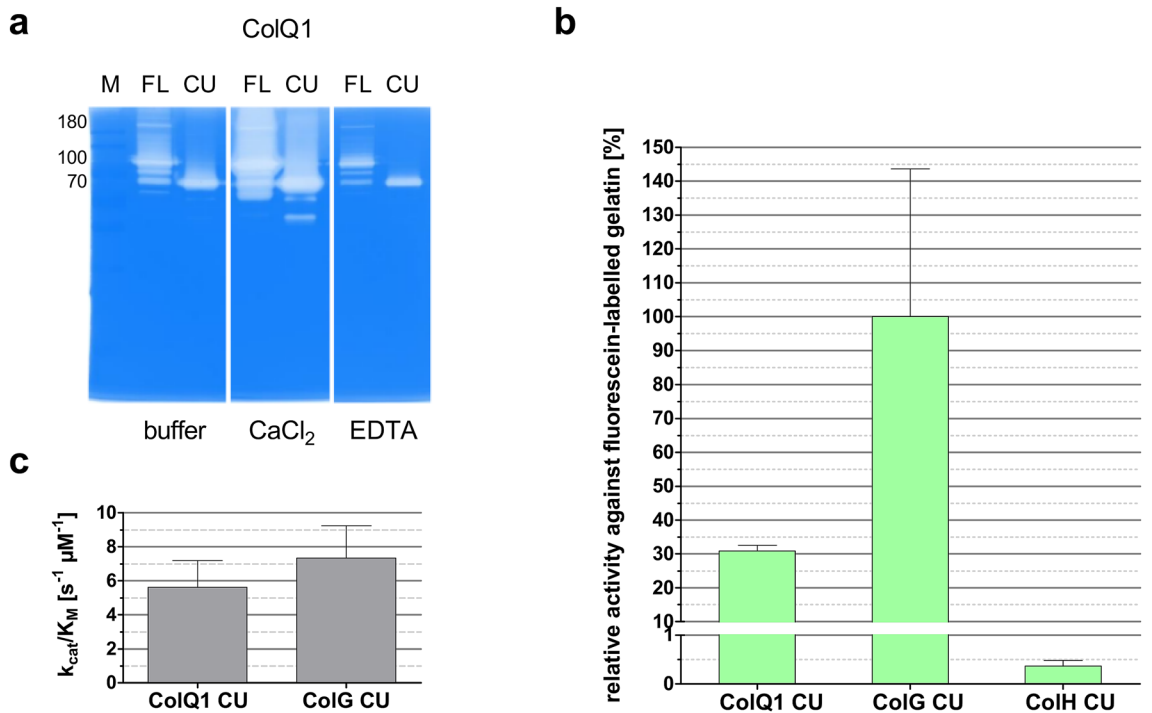 a
ColQ1
M FL CU FL CU FL CU
180
100
70
buffer CaCl₂ EDTA
b
relative activity against fluorescein-labelled gelatin [%]
150
140
130
120
110
100
90
80
70
60
50
40
30
20
10
1
0
ColQ1 CU ColG CU ColH CU
c
k_cat/K_M [s⁻¹ µM⁻¹]
10
8
6
4
2
0
ColQ1 CU ColG CU